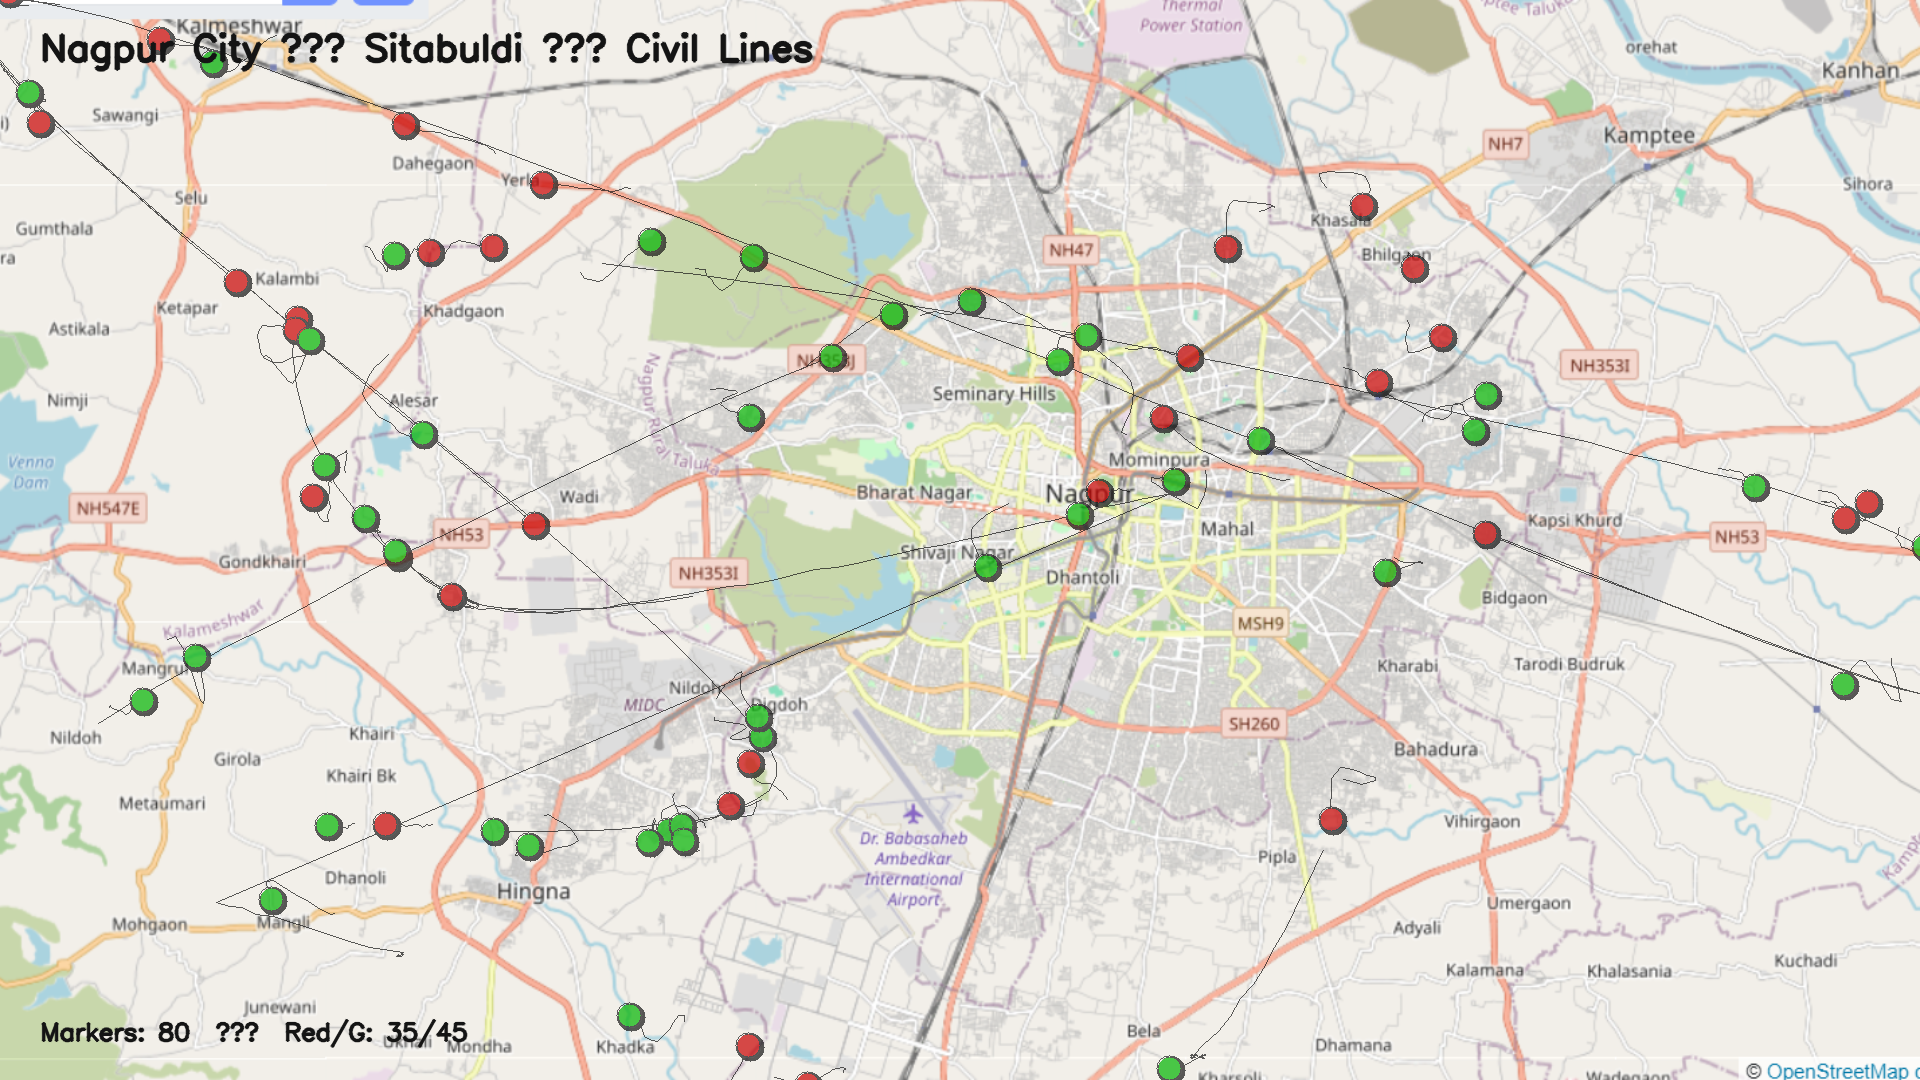 Thermal
Power Station
orehat
Kalmeshwar
Nagpur City ??? Sitabuldi ??? Civil Lines
Kanhan
Sawangi
NH7
Kamptee
Dahegaon
Yerla
Sihora
Selu
Khasala
Gumthala
NH47
Bhilgaon
Kalambi
Ketapar
Khadgaon
Astikala
NH353J
NH353I
Seminary Hills
Nimji
Alesar
Nagpur Rural Taluka
Mominpura
Venna
Dam
Wadi
Bharat Nagar
Nagpur
NH547E
Kapsi Khurd
NH53
Mahal
NH53
Gondkhairi
Shivaji Nagar
NH353I
Dhantoli
Bidgaon
Kalameshwar
MSH9
Mangrul
Kharabi
Tarodi Budruk
Nildoh
MIDC
Digdoh
SH260
Nildoh
Khairi
Bahadura
Girola
Khairi Bk
Metaumari
Vihirgaon
Dr. Babasaheb
Ambedkar
International
Airport
Pipla
Dhanoli
Hingna
Umergaon
Mohgaon
Mangli
Adyali
Kalamana
Khalasania
Kuchadi
Junewani
Markers: 80 ??? Red/G: 35/45
Mondha
Khadka
Bela
Dhamana
Kharsoli
Wadegaon
© OpenStreetMap